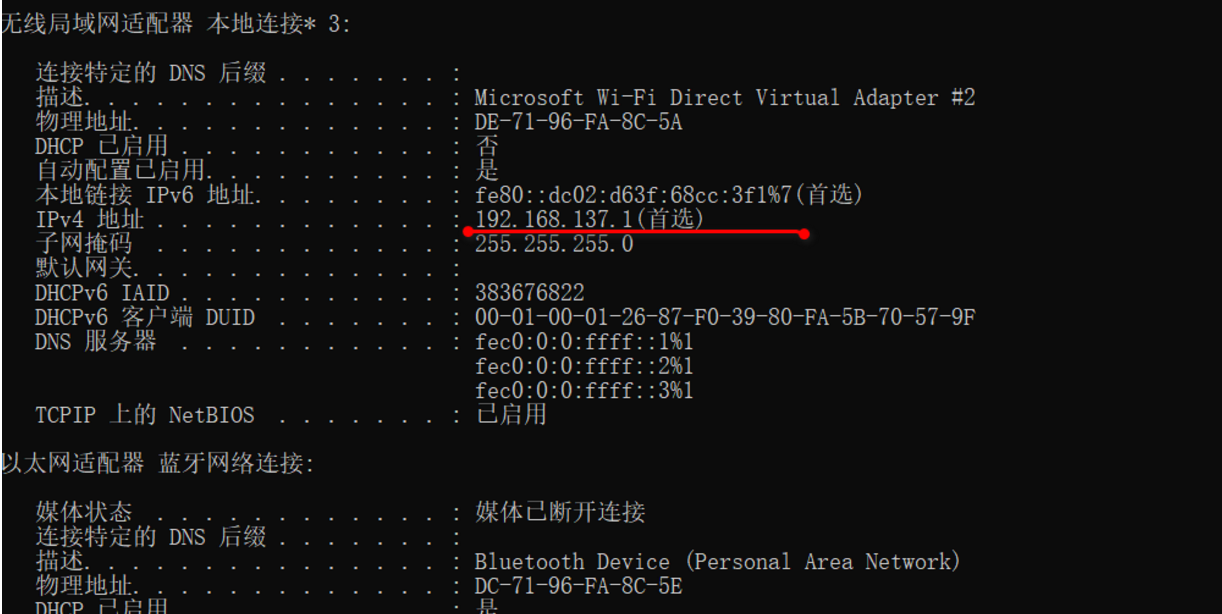 无线局域网适配器 本地连接* 3:
连接特定的 DNS 后缀 . . . . . . . :
描述. . . . . . . . . . . . . . . : Microsoft Wi-Fi Direct Virtual Adapter #2
物理地址. . . . . . . . . . . . . : DE-71-96-FA-8C-5A
DHCP 已启用 . . . . . . . . . . . : 否
自动配置已启用. . . . . . . . . . : 是
本地链接 IPv6 地址. . . . . . . . : fe80::dc02:d63f:68cc:3f1%7(首选)
IPv4 地址 . . . . . . . . . . . . : 192.168.137.1(首选)
子网掩码  . . . . . . . . . . . . : 255.255.255.0
默认网关. . . . . . . . . . . . . :
DHCPv6 IAID . . . . . . . . . . . : 383676822
DHCPv6 客户端 DUID  . . . . . . . : 00-01-00-01-26-87-F0-39-80-FA-5B-70-57-9F
DNS 服务器  . . . . . . . . . . . : fec0:0:0:ffff::1%1
fec0:0:0:ffff::2%1
fec0:0:0:ffff::3%1
TCPIP 上的 NetBIOS  . . . . . . . : 已启用
以太网适配器 蓝牙网络连接:
媒体状态  . . . . . . . . . . . . : 媒体已断开连接
连接特定的 DNS 后缀 . . . . . . . :
描述. . . . . . . . . . . . . . . : Bluetooth Device (Personal Area Network)
物理地址. . . . . . . . . . . . . : DC-71-96-FA-8C-5E
DHCP 已启用 . . . . . . . . . . . : 是